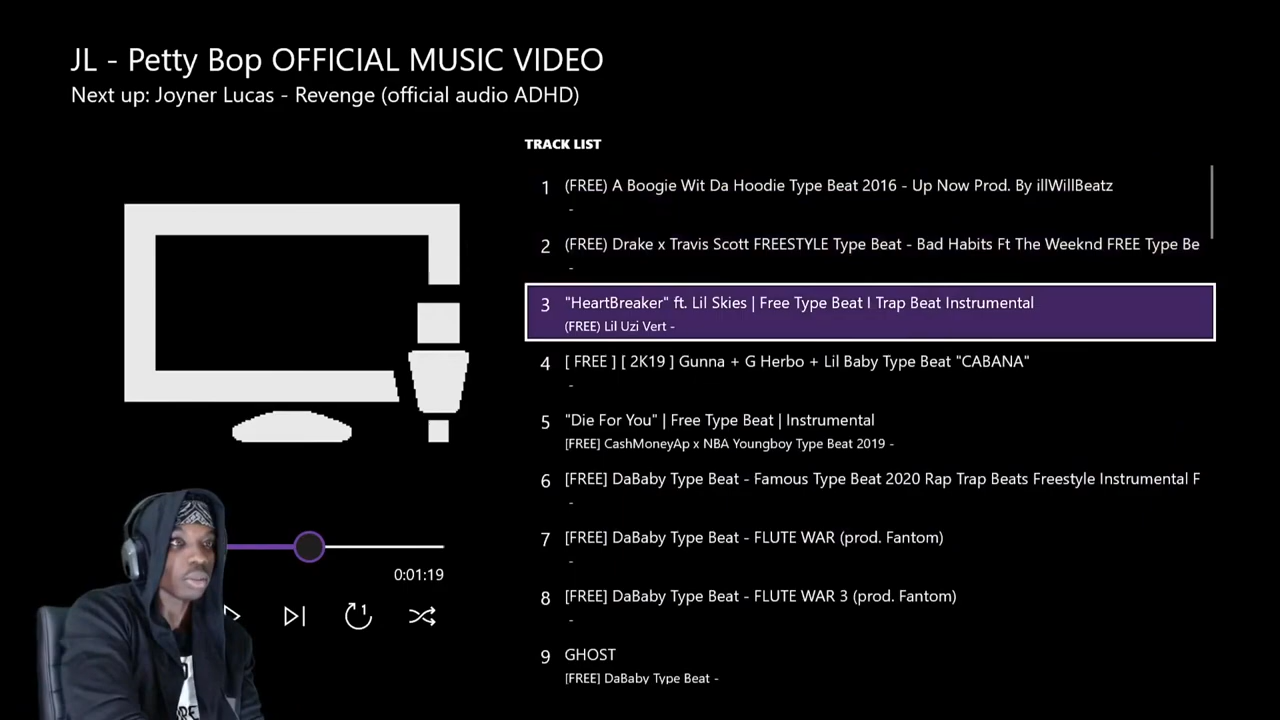 JL - Petty Bop OFFICIAL MUSIC VIDEO
Next up: Joyner Lucas - Revenge (official audio ADHD)
TRACK LIST
1 (FREE) A Boogie Wit Da Hoodie Type Beat 2016 - Up Now Prod. By illWillBeatz
-
2 (FREE) Drake x Travis Scott FREESTYLE Type Beat - Bad Habits Ft The Weeknd FREE Type Be
-
3 "HeartBreaker" ft. Lil Skies | Free Type Beat I Trap Beat Instrumental
(FREE) Lil Uzi Vert -
4 [ FREE ] [ 2K19 ] Gunna + G Herbo + Lil Baby Type Beat "CABANA"
-
5 "Die For You" | Free Type Beat | Instrumental
[FREE] CashMoneyAp x NBA Youngboy Type Beat 2019 -
6 [FREE] DaBaby Type Beat - Famous Type Beat 2020 Rap Trap Beats Freestyle Instrumental F
-
7 [FREE] DaBaby Type Beat - FLUTE WAR (prod. Fantom)
-
8 [FREE] DaBaby Type Beat - FLUTE WAR 3 (prod. Fantom)
-
9 GHOST
[FREE] DaBaby Type Beat -
0:01:19
1